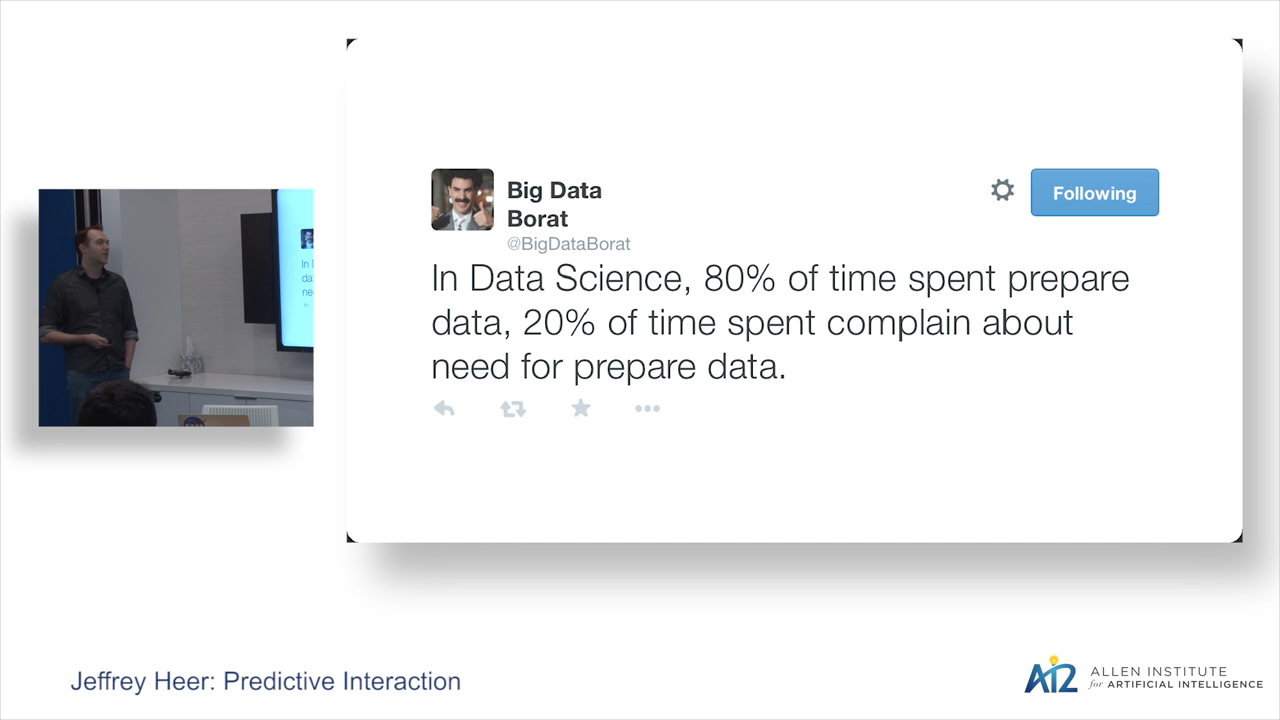 Big Data
Borat
@BigDataBorat
Following
In Data Science, 80% of time spent prepare
data, 20% of time spent complain about
need for prepare data.
Jeffrey Heer: Predictive Interaction
AI2
ALLEN INSTITUTE
for ARTIFICIAL INTELLIGENCE